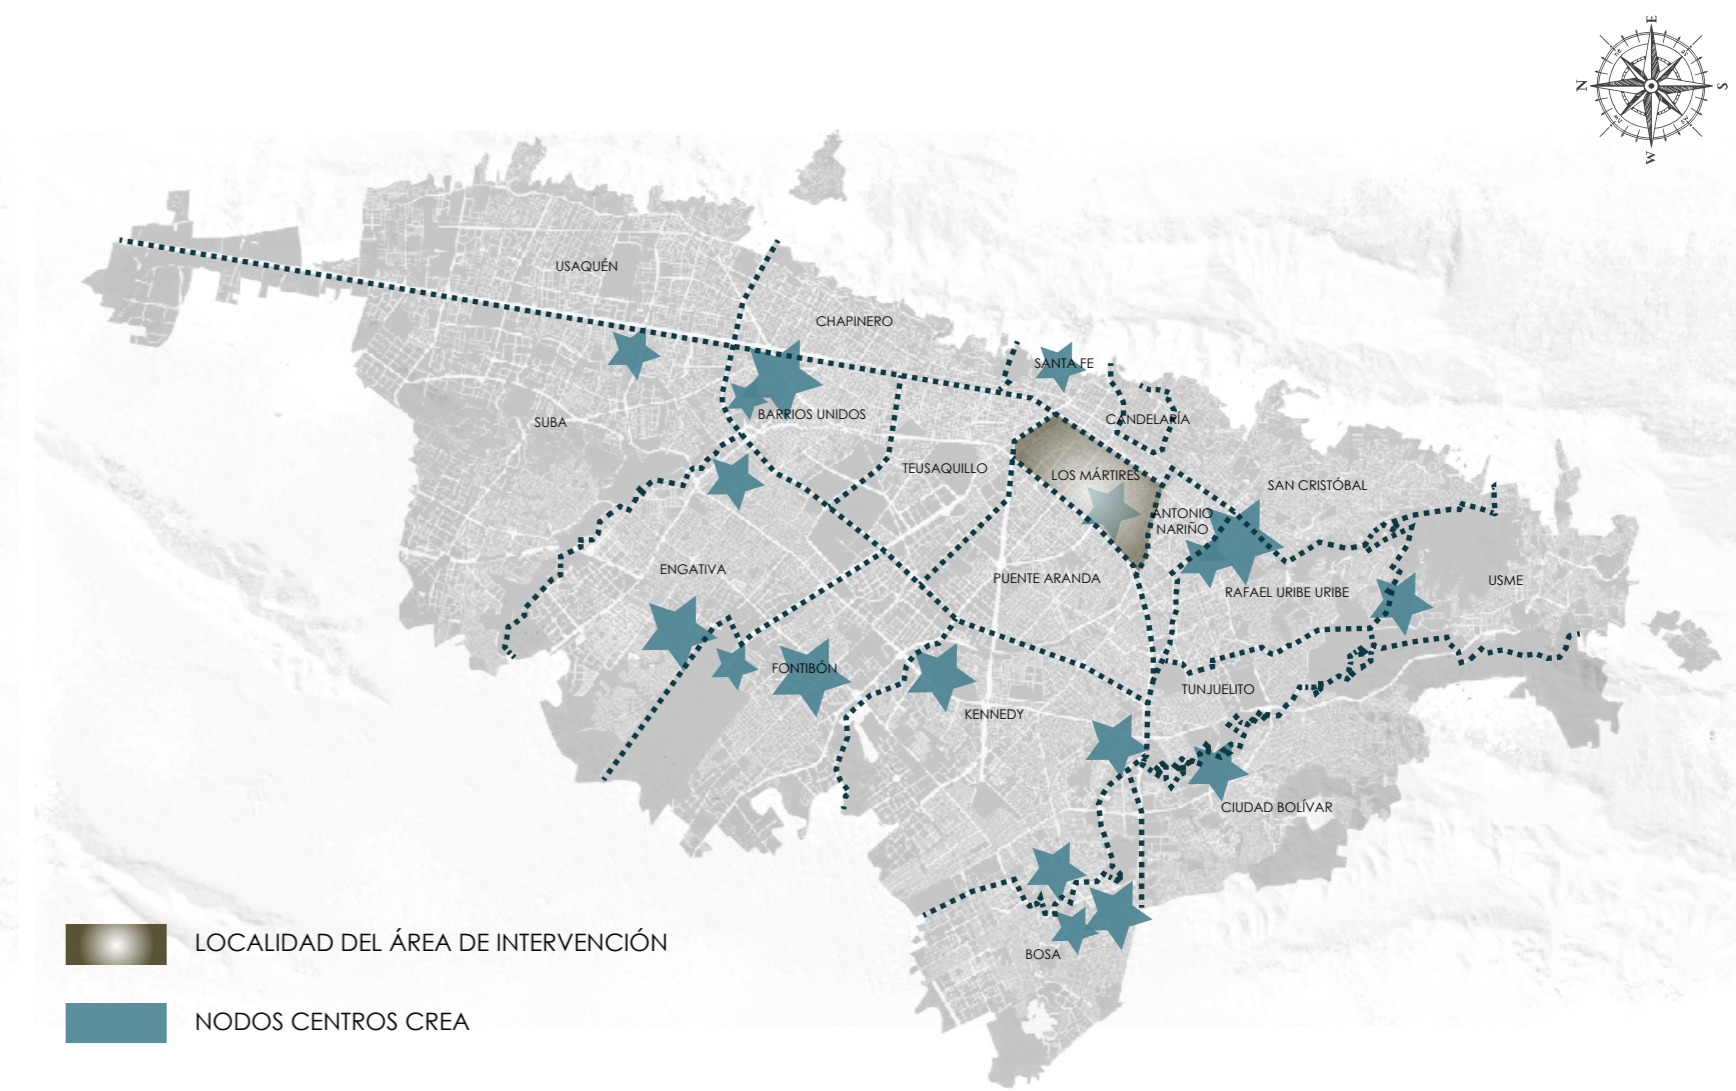 E
N
S
W
USAQUÉN
CHAPINERO
SANTA FE
SUBA
BARRIOS UNIDOS
CANDELARÍA
TEUSAQUILLO
LOS MÁRTIRES
SAN CRISTÓBAL
ANTONIO
NARIÑO
ENGATIVA
PUENTE ARANDA
RAFAEL URIBE URIBE
USME
FONTIBÓN
TUNJUELITO
KENNEDY
CIUDAD BOLÍVAR
BOSA
LOCALIDAD DEL ÁREA DE INTERVENCIÓN
NODOS CENTROS CREA